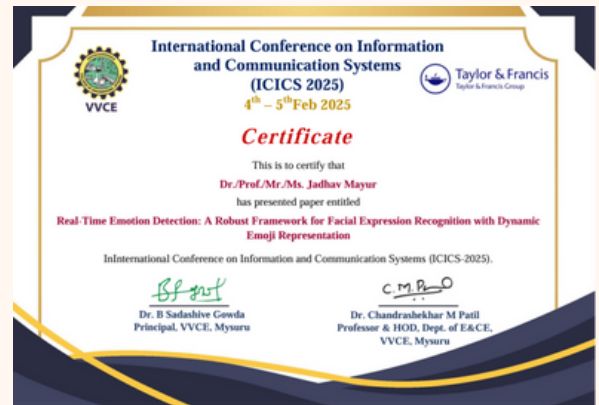 International Conference on Information
and Communication Systems
(ICICS 2025)
4th – 5th Feb 2025
VVCE
Taylor & Francis
Taylor & Francis Group
Certificate
This is to certify that
Dr./Prof./Mr./Ms. Jadhav Mayur
has presented paper entitled
Real-Time Emotion Detection: A Robust Framework for Facial Expression Recognition with Dynamic
Emoji Representation
InInternational Conference on Information and Communication Systems (ICICS-2025).
C.M.
Dr. B Sadashive Gowda
Principal, VVCE, Mysuru
Dr. Chandrashekhar M Patil
Professor & HOD, Dept. of E&CE,
VVCE, Mysuru